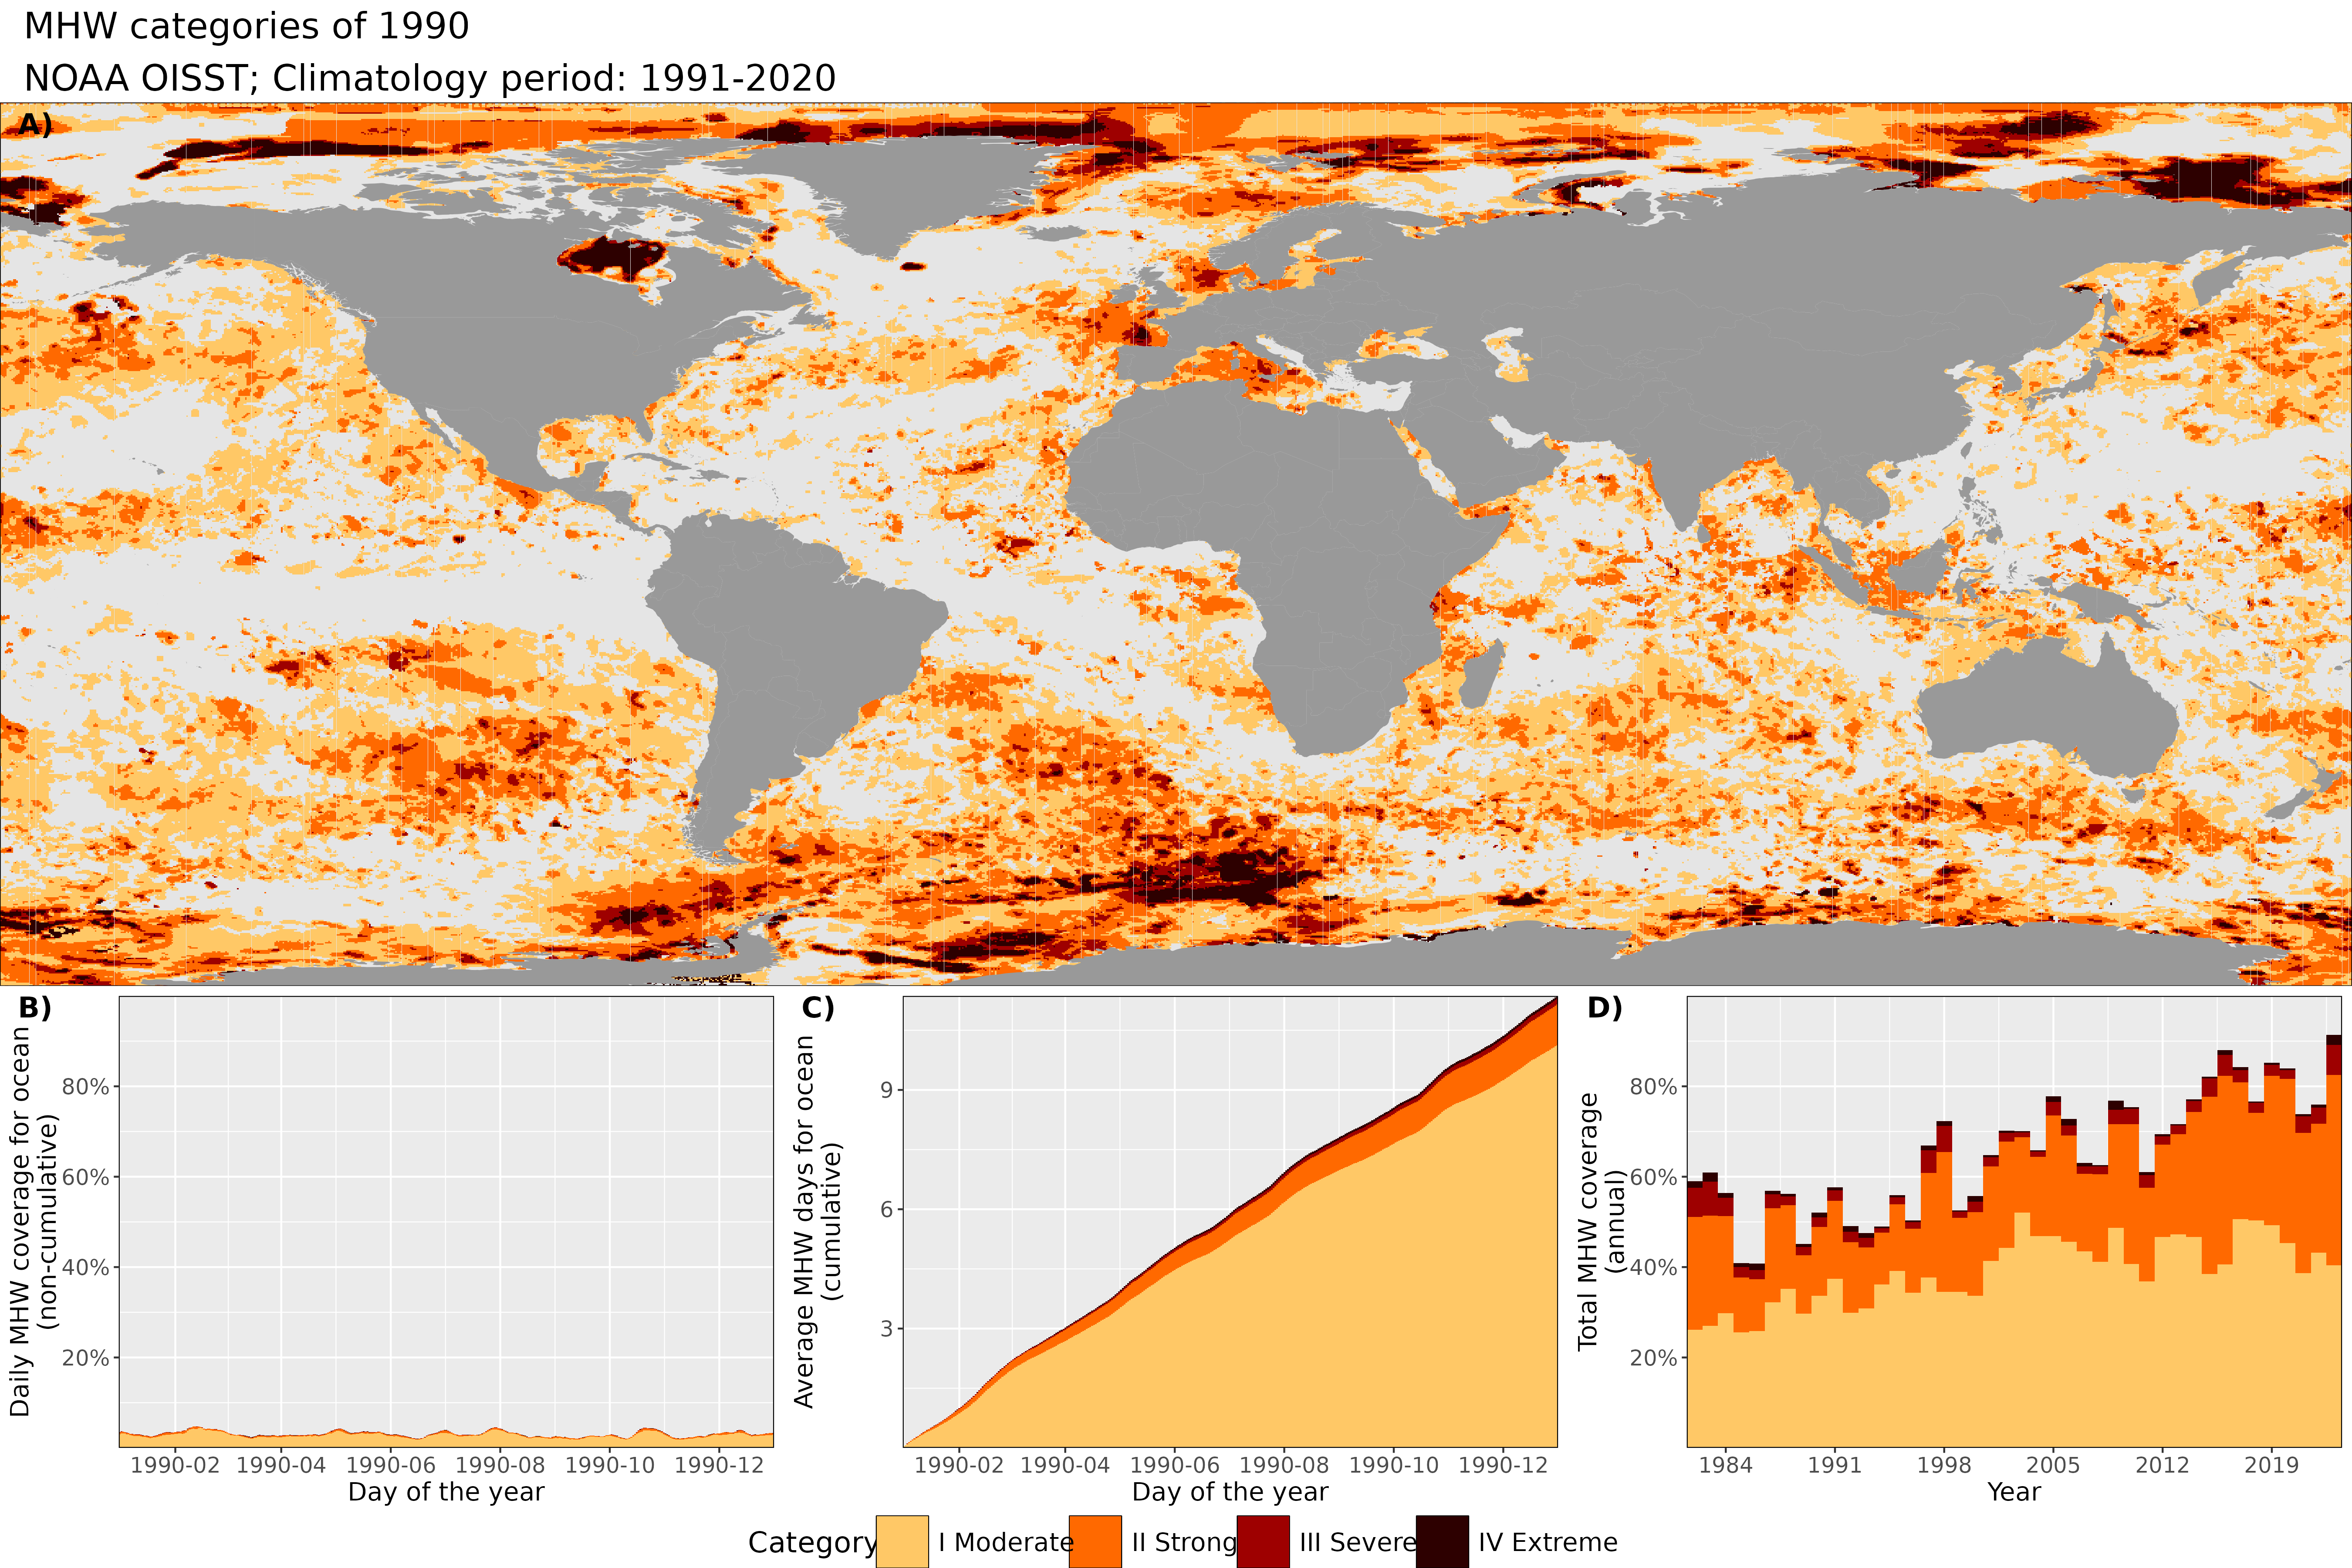 MHW categories of 1990
NOAA OISST; Climatology period: 1991-2020
A)
B)
Daily MHW coverage for ocean
(non-cumulative)
80%
60%
40%
20%
1990-02 1990-04 1990-06 1990-08 1990-10 1990-12
Day of the year
C)
Average MHW days for ocean
(cumulative)
9
6
3
1990-02 1990-04 1990-06 1990-08 1990-10 1990-12
Day of the year
D)
Total MHW coverage
(annual)
80%
60%
40%
20%
1984 1991 1998 2005 2012 2019
Year
Category I Moderate II Strong III Severe IV Extreme